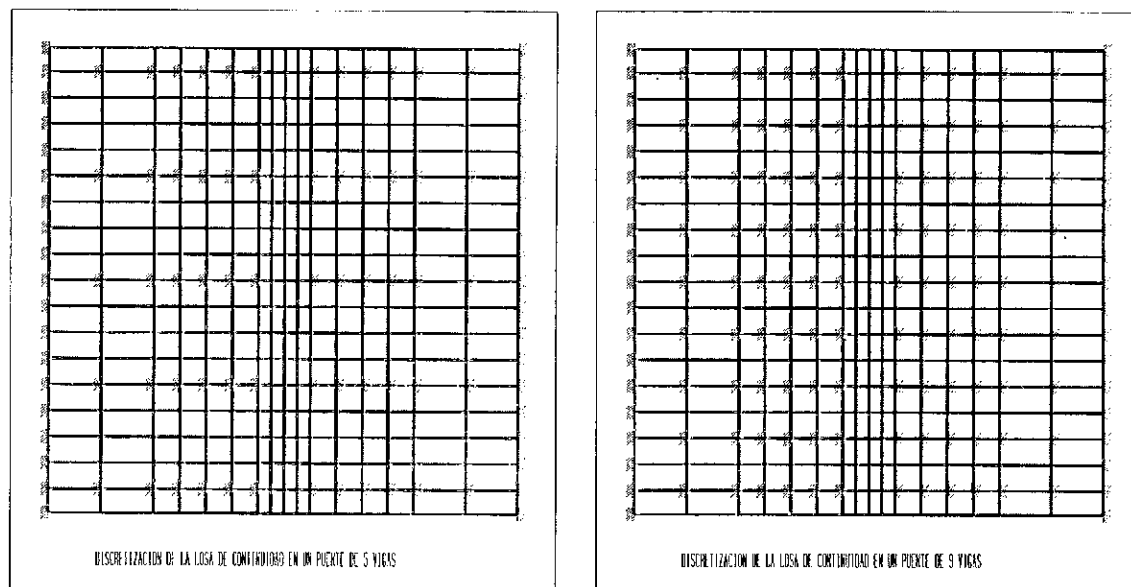 DISCRETIZACION DE LA LOSA DE CONTINUIDAD EN UN PUENTE DE 5 VIGAS
DISCRETIZACION DE LA LOSA DE CONTINUIDAD EN UN PUENTE DE 9 VIGAS